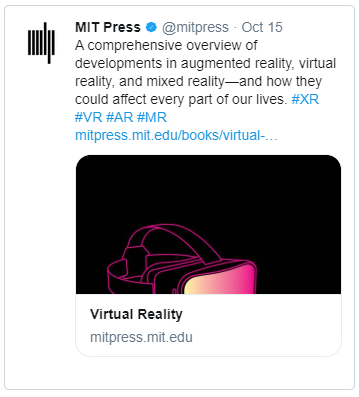 MIT Press @mitpress · Oct 15
A comprehensive overview of
developments in augmented reality, virtual
reality, and mixed reality—and how they
could affect every part of our lives. #XR
#VR #AR #MR
mitpress.mit.edu/books/virtual-…
Virtual Reality
mitpress.mit.edu